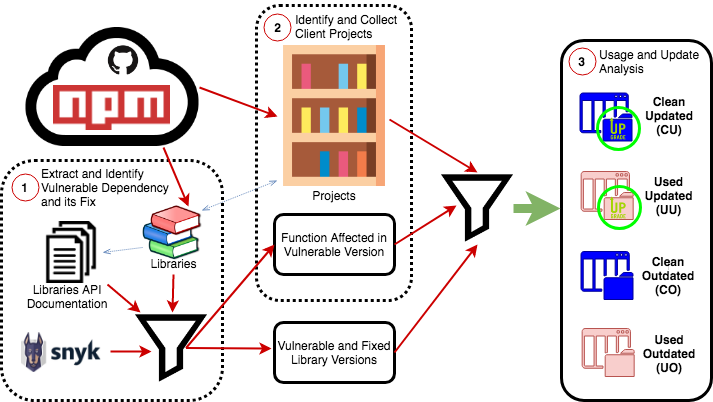 npm
1
Extract and Identify
Vulnerable Dependency
and its Fix
Libraries
Libraries API
Documentation
snyk
2
Identify and Collect
Client Projects
Projects
Function Affected in
Vulnerable Version
Vulnerable and Fixed
Library Versions
3
Usage and Update
Analysis
UP
GRADE
Clean
Updated
(CU)
UP
GRADE
Used
Updated
(UU)
Clean
Outdated
(CO)
Used
Outdated
(UO)